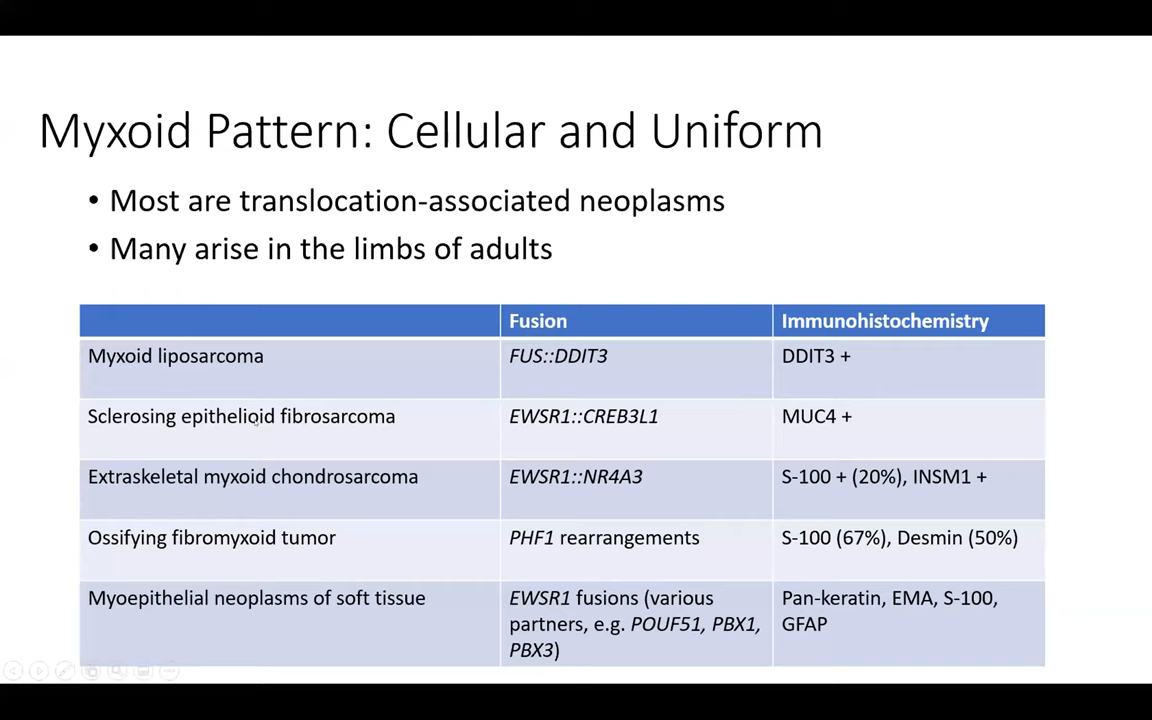 Myxoid Pattern: Cellular and Uniform
• Most are translocation-associated neoplasms
• Many arise in the limbs of adults
Fusion Immunohistochemistry
Myxoid liposarcoma FUS::DDIT3 DDIT3 +
Sclerosing epithelioid fibrosarcoma EWSR1::CREB3L1 MUC4 +
Extraskeletal myxoid chondrosarcoma EWSR1::NR4A3 S-100 + (20%), INSM1 +
Ossifying fibromyxoid tumor PHF1 rearrangements S-100 (67%), Desmin (50%)
Myoepithelial neoplasms of soft tissue EWSR1 fusions (various Pan-keratin, EMA, S-100,
partners, e.g. POUF51, PBX1, GFAP
PBX3)